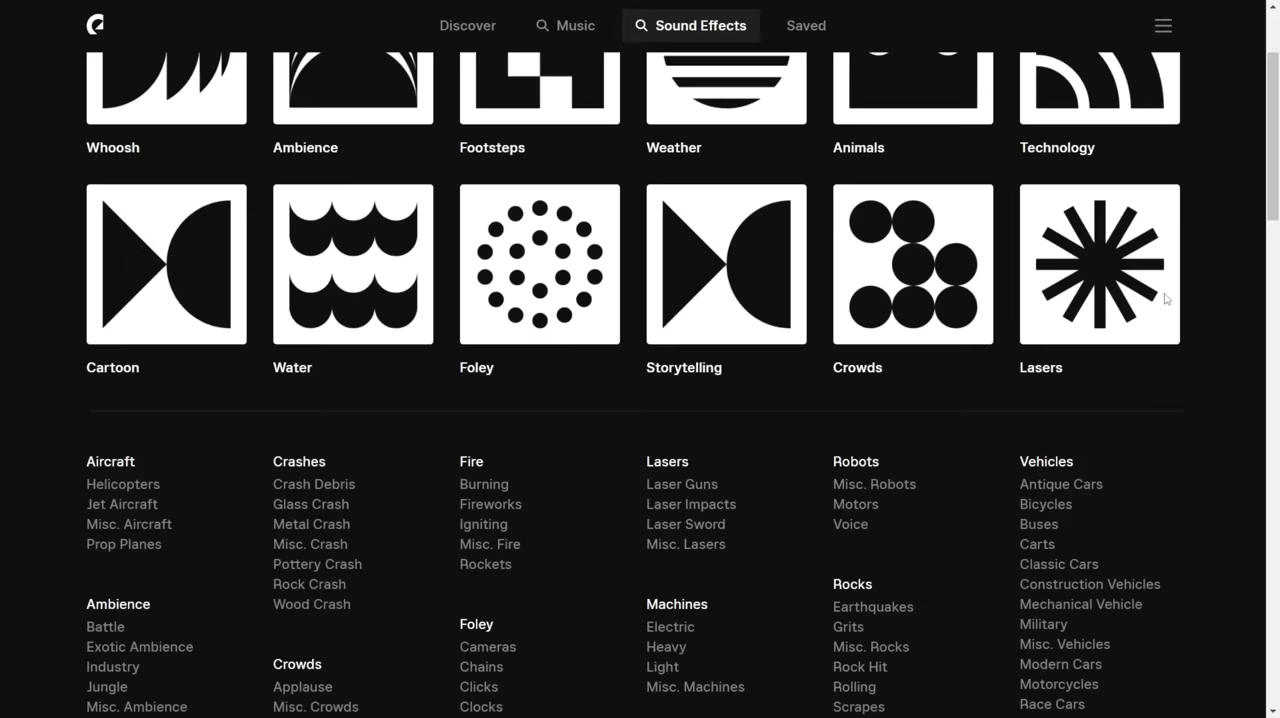 Discover
Music
Sound Effects
Saved
Whoosh
Ambience
Footsteps
Weather
Animals
Technology
Cartoon
Water
Foley
Storytelling
Crowds
Lasers
Aircraft
Helicopters
Jet Aircraft
Misc. Aircraft
Prop Planes
Ambience
Battle
Exotic Ambience
Industry
Jungle
Misc. Ambience
Crashes
Crash Debris
Glass Crash
Metal Crash
Misc. Crash
Pottery Crash
Rock Crash
Wood Crash
Crowds
Applause
Misc. Crowds
Fire
Burning
Fireworks
Igniting
Misc. Fire
Rockets
Foley
Cameras
Chains
Clicks
Clocks
Lasers
Laser Guns
Laser Impacts
Laser Sword
Misc. Lasers
Machines
Electric
Heavy
Light
Misc. Machines
Robots
Misc. Robots
Motors
Voice
Rocks
Earthquakes
Grits
Misc. Rocks
Rock Hit
Rolling
Scrapes
Vehicles
Antique Cars
Bicycles
Buses
Carts
Classic Cars
Construction Vehicles
Mechanical Vehicle
Military
Misc. Vehicles
Modern Cars
Motorcycles
Race Cars